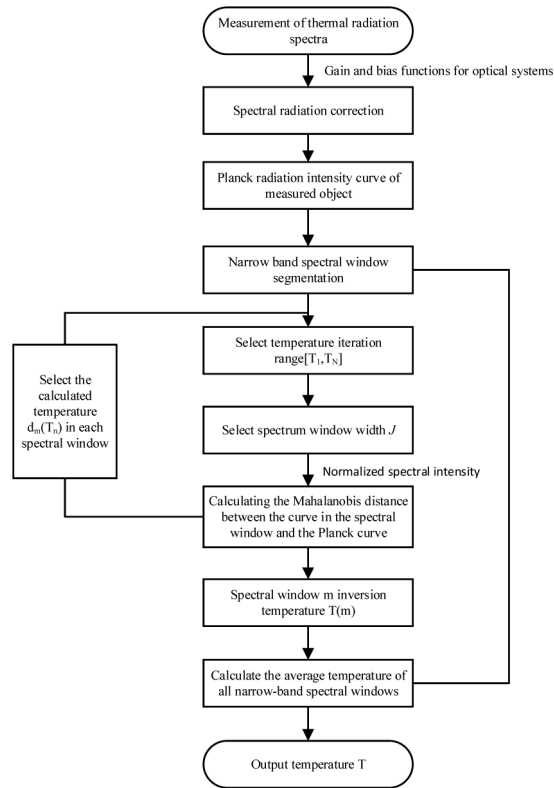 Measurement of thermal radiation
spectra
Gain and bias functions for optical systems
Spectral radiation correction
Planck radiation intensity curve of
measured object
Narrow band spectral window
segmentation
Select temperature iteration
range[T₁,T_N]
Select the
calculated
temperature
dₘ(Tₙ) in each
spectral window
Select spectrum window width J
Normalized spectral intensity
Calculating the Mahalanobis distance
between the curve in the spectral
window and the Planck curve
Spectral window m inversion
temperature T(m)
Calculate the average temperature of
all narrow-band spectral windows
Output temperature T